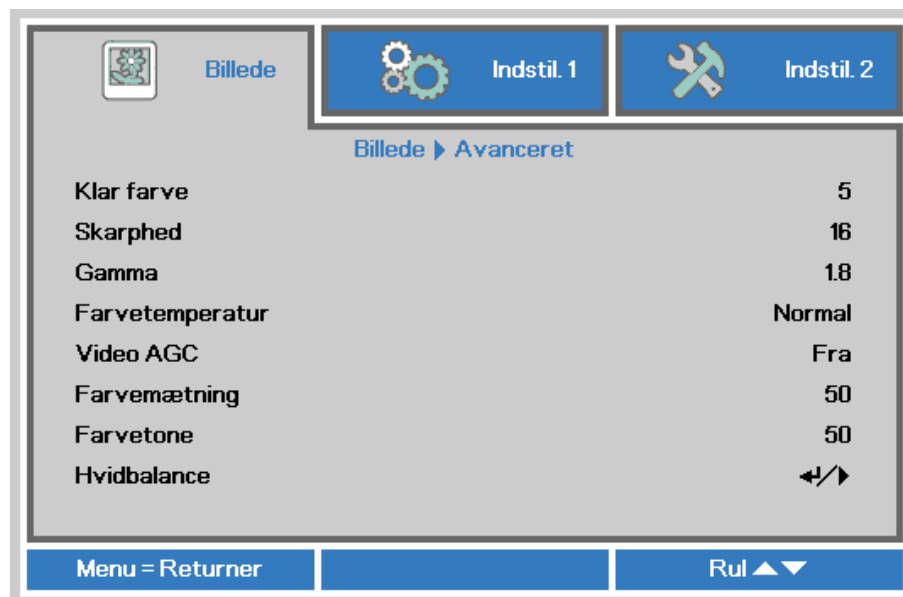 Billede
Indstil. 1
Indstil. 2
Billede ▶ Avanceret
Klar farve 5
Skarphed 16
Gamma 1.8
Farvetemperatur Normal
Video AGC Fra
Farvemætning 50
Farvetone 50
Hvidbalance ↵/▶
Menu = Returner
Rul ▲▼